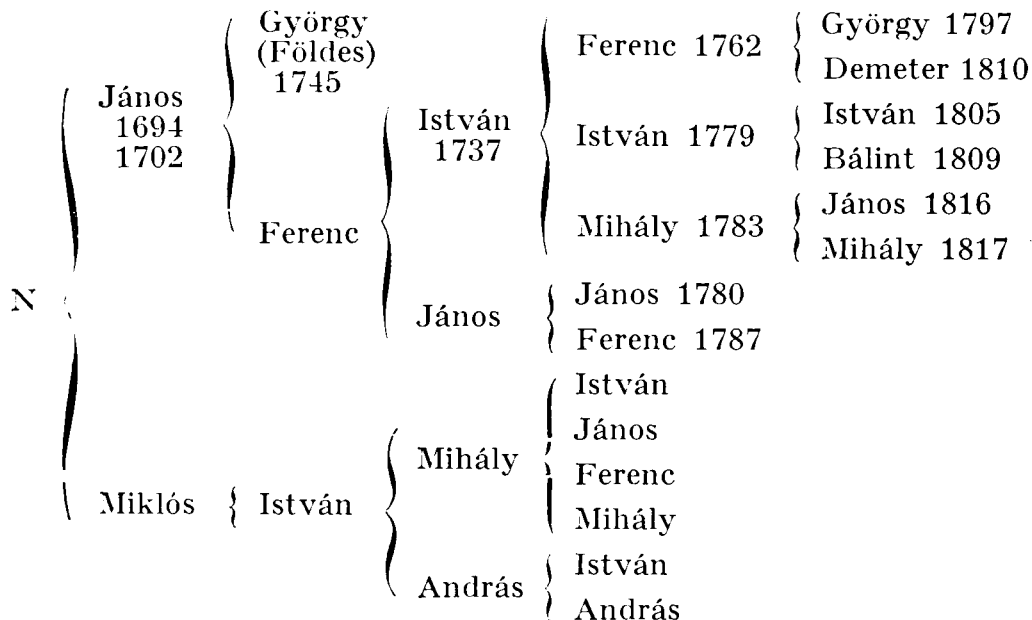 György
(Földes)
1745
János
1694
1702
Ferenc
István
1737
Ferenc 1762
György 1797
Demeter 1810
István 1779
István 1805
Bálint 1809
Mihály 1783
János 1816
Mihály 1817
N
János
János 1780
Ferenc 1787
Miklós
István
Mihály
István
János
Ferenc
Mihály
András
István
András